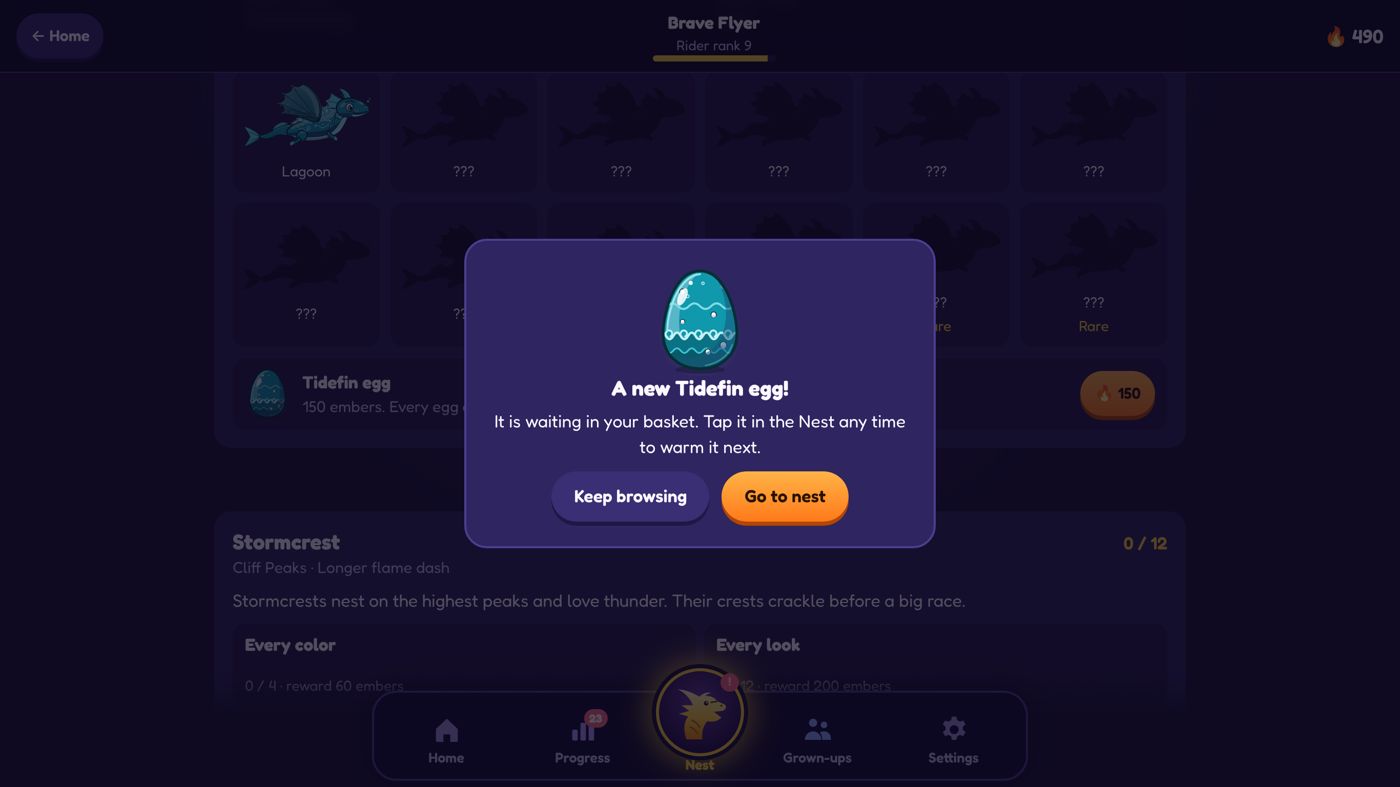 ← Home
Brave Flyer
Rider rank 9
490
Lagoon
???
???
???
???
???
???
??
??
???
are
Rare
Tidefin egg
150 embers. Every egg
150
A new Tidefin egg!
It is waiting in your basket. Tap it in the Nest any time
to warm it next.
Keep browsing
Go to nest
Stormcrest
0 / 12
Cliff Peaks · Longer flame dash
Stormcrests nest on the highest peaks and love thunder. Their crests crackle before a big race.
Every color
Every look
0 / 4 · reward 60 embers
12 · reward 200 embers
!
23
Home
Progress
Nest
Grown-ups
Settings